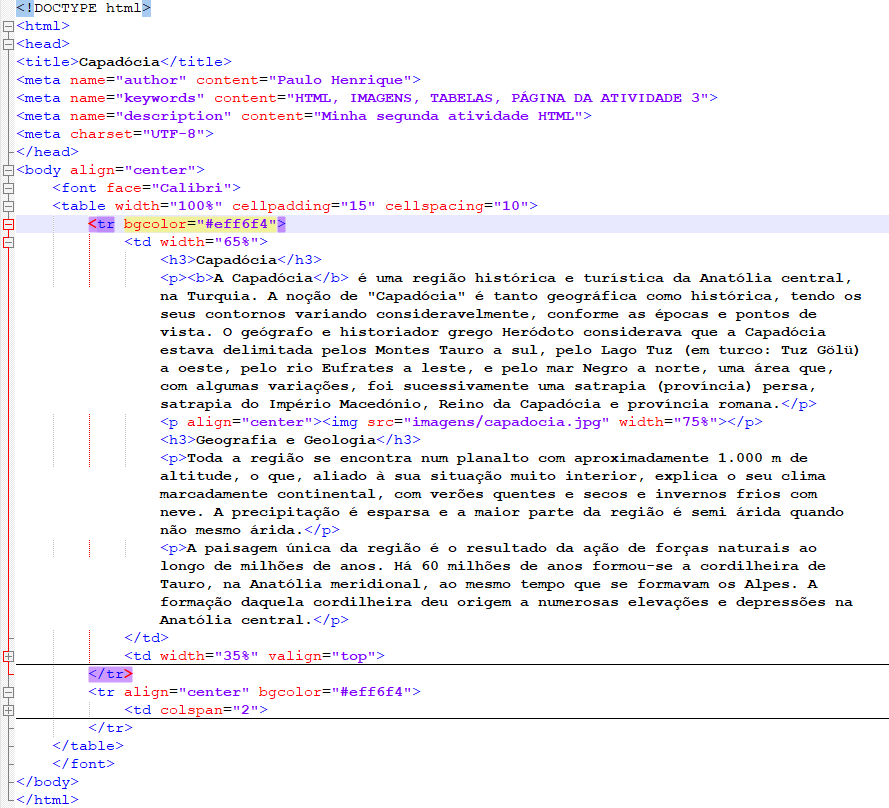 <!DOCTYPE html>
<html>
<head>
<title>Capadócia</title>
<meta name="author" content="Paulo Henrique">
<meta name="keywords" content="HTML, IMAGENS, TABELAS, PÁGINA DA ATIVIDADE 3">
<meta name="description" content="Minha segunda atividade HTML">
<meta charset="UTF-8">
</head>
<body align="center">
<font face="Calibri">
<table width="100%" cellpadding="15" cellspacing="10">
<tr bgcolor="#eff6f4">
<td width="65%">
<h3>Capadócia</h3>
<p><b>A Capadócia</b> é uma região histórica e turística da Anatólia central,
na Turquia. A noção de "Capadócia" é tanto geográfica como histórica, tendo os
seus contornos variando consideravelmente, conforme as épocas e pontos de
vista. O geógrafo e historiador grego Heródoto considerava que a Capadócia
estava delimitada pelos Montes Tauro a sul, pelo Lago Tuz (em turco: Tuz Gölü)
a oeste, pelo rio Eufrates a leste, e pelo mar Negro a norte, uma área que,
com algumas variações, foi sucessivamente uma satrapia (província) persa,
satrapia do Império Macedónio, Reino da Capadócia e província romana.</p>
<p align="center"><img src="imagens/capadocia.jpg" width="75%"></p>
<h3>Geografia e Geologia</h3>
<p>Toda a região se encontra num planalto com aproximadamente 1.000 m de
altitude, o que, aliado à sua situação muito interior, explica o seu clima
marcadamente continental, com verões quentes e secos e invernos frios com
neve. A precipitação é esparsa e a maior parte da região é semi árida quando
não mesmo árida.</p>
<p>A paisagem única da região é o resultado da ação de forças naturais ao
longo de milhões de anos. Há 60 milhões de anos formou-se a cordilheira de
Tauro, na Anatólia meridional, ao mesmo tempo que se formavam os Alpes. A
formação daquela cordilheira deu origem a numerosas elevações e depressões na
Anatólia central.</p>
</td>
<td width="35%" valign="top">
</tr>
<tr align="center" bgcolor="#eff6f4">
<td colspan="2">
</tr>
</table>
</font>
</body>
</html>